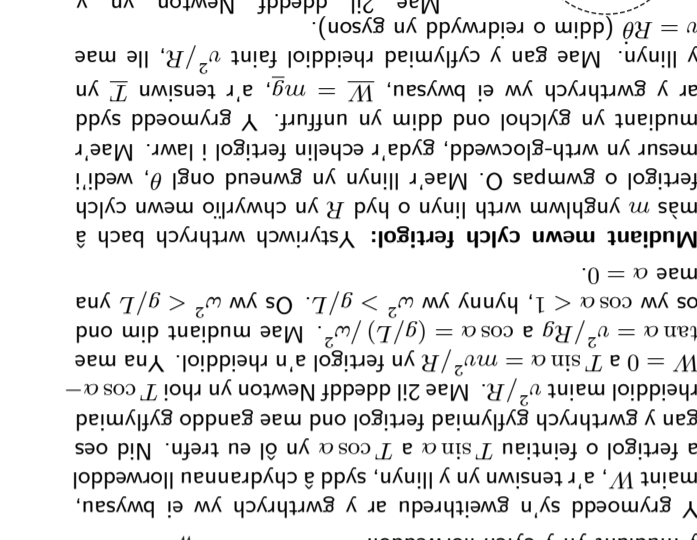 Y grymoedd sy'n gweithredu ar y gwrthrych yw ei bwysau,
maint W, a'r tensiwn yn y llinyn, sydd â chydrannau llorweddol
a fertigol o feintiau T sin α a T cos α yn ôl eu trefn. Nid oes
gan y gwrthrych gyflymiad fertigol ond mae ganddo gyflymiad
rheiddiol maint v²/R. Mae 2il ddeddf Newton yn rhoi T cos α−
W = 0 a T sin α = mv²/R yn fertigol a'n rheiddiol. Yna mae
tan α = v²/Rg a cos α = (g/L)/ω². Mae mudiant dim ond
os yw cos α < 1, hynny yw ω² > g/L. Os yw ω² < g/L yna
mae α = 0.
Mudiant mewn cylch fertigol: Ystyriwch wrthrych bach â
màs m ynghlwm wrth linyn o hyd R yn chwyrlïo mewn cylch
fertigol o gwmpas O. Mae'r llinyn yn gwneud ongl θ, wedi'i
mesur yn wrth-glocwedd, gyda'r echelin fertigol i lawr. Mae'r
mudiant yn gylchol ond ddim yn unffurf. Y grymoedd sydd
ar y gwrthrych yw ei bwysau, W̅ = mg̅, a'r tensiwn T̅ yn
y llinyn. Mae gan y cyflymiad rheiddiol faint v²/R, lle mae
v = Rθ̇ (ddim o reidrwydd yn gyson).
Mae 2il ddeddf Newton yn y